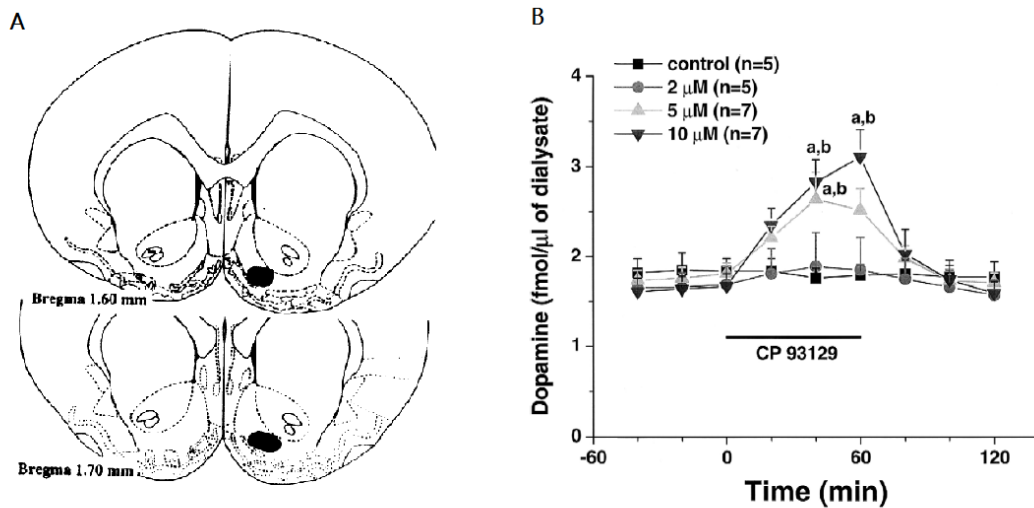 A
Bregma 1.60 mm
Bregma 1.70 mm
B
control (n=5)
2 μM (n=5)
5 μM (n=7)
10 μM (n=7)
a,b
a,b
a,b
4
3
2
1
0
Dopamine (fmol/μl of dialysate)
CP 93129
-60
0
60
120
Time (min)